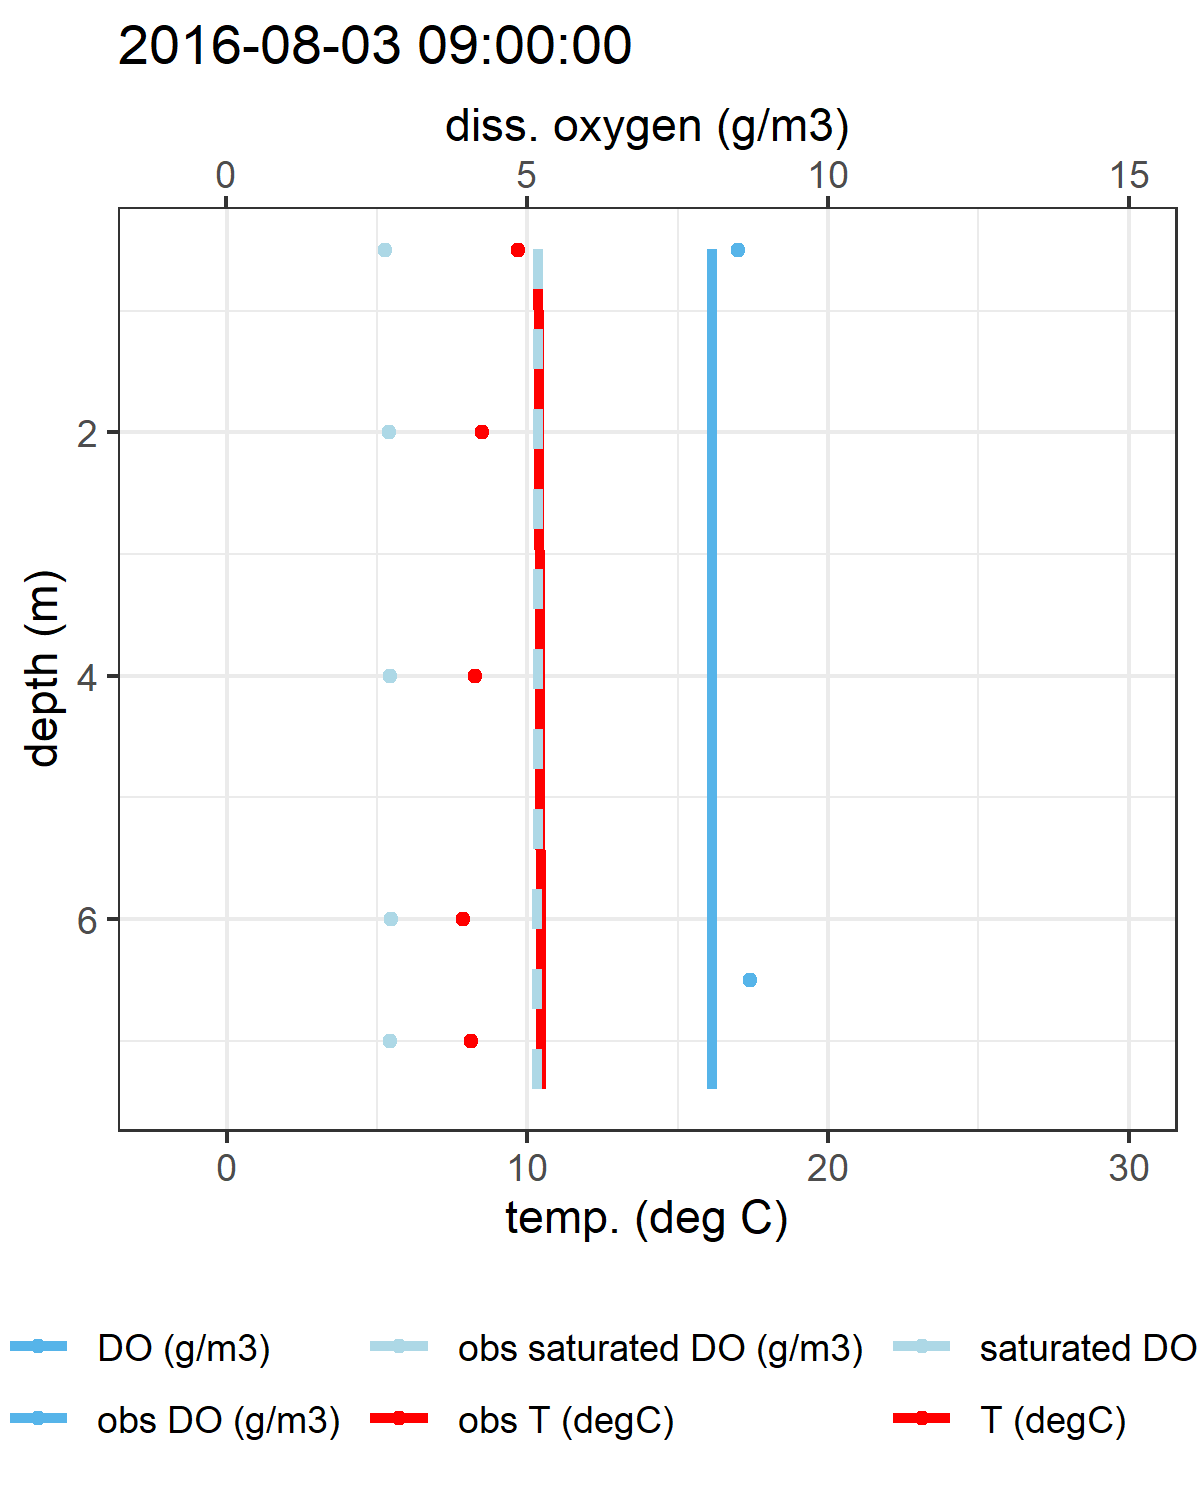 2016-08-03 09:00:00
diss. oxygen (g/m3)
0 5 10 15
depth (m)
2
4
6
0 10 20 30
temp. (deg C)
DO (g/m3) obs saturated DO (g/m3) saturated DO
obs DO (g/m3) obs T (degC) T (degC)